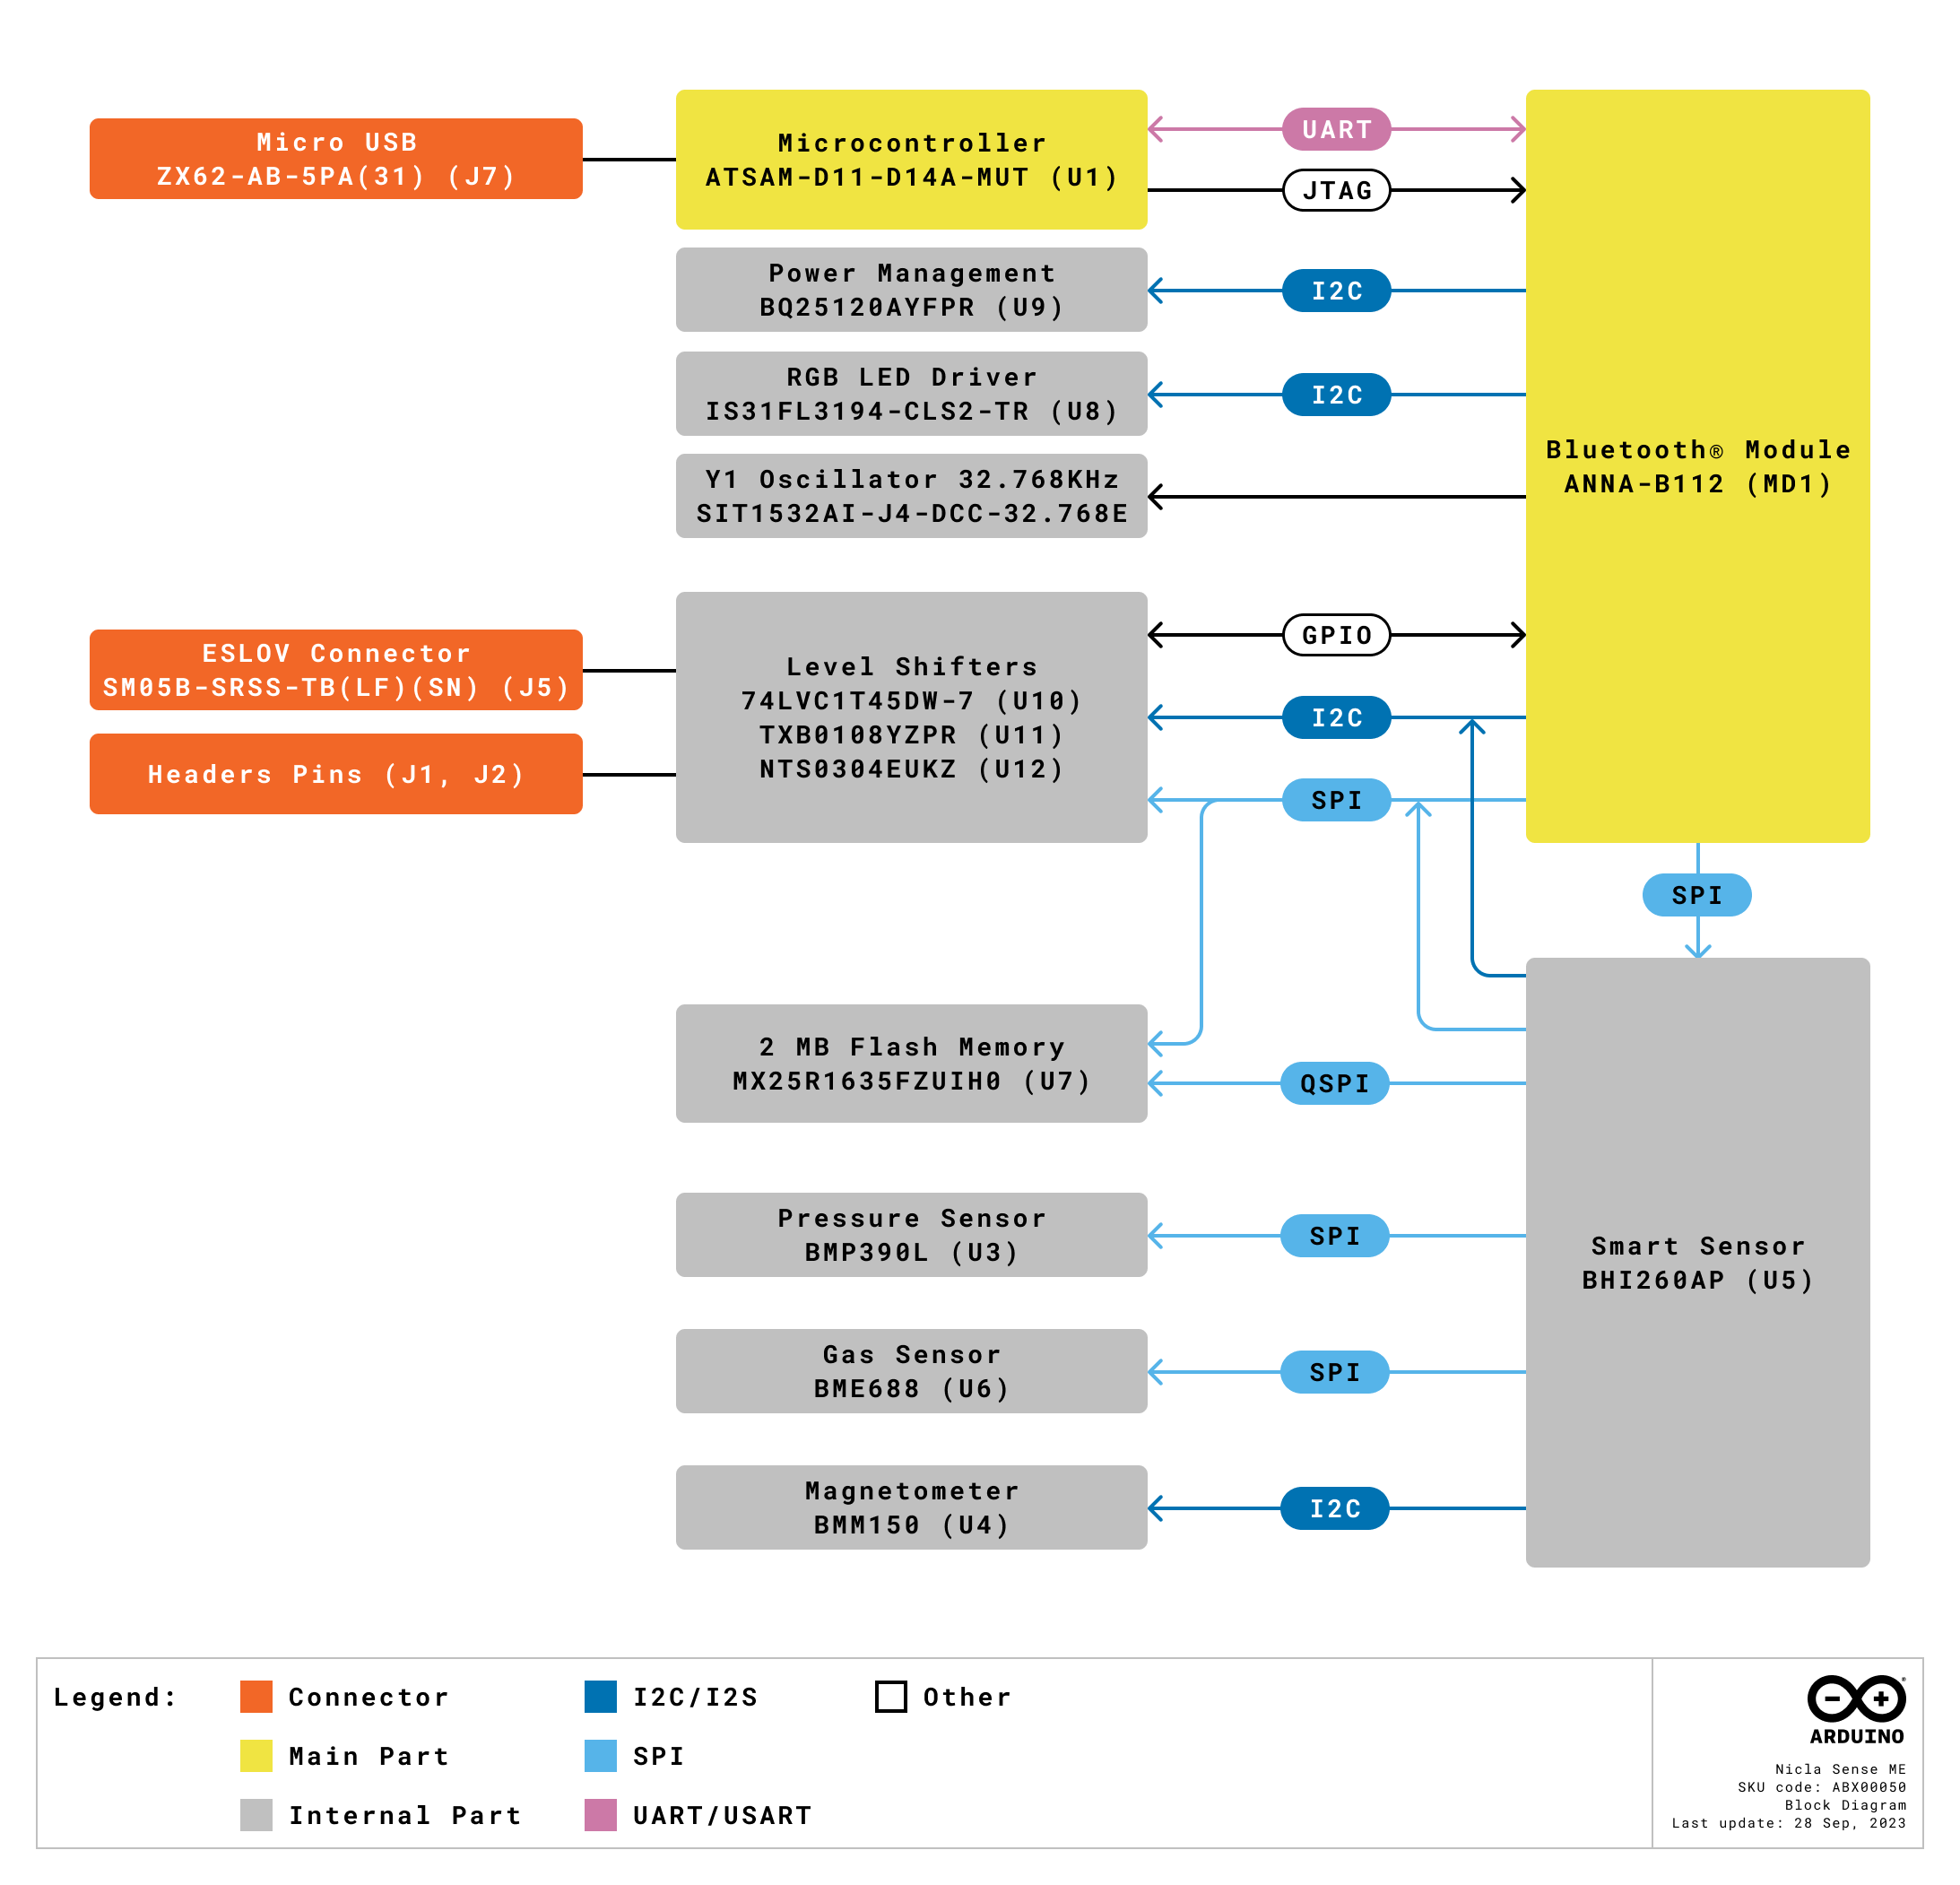 Micro USB
ZX62-AB-5PA(31) (J7)
Microcontroller
ATSAM-D11-D14A-MUT (U1)
UART
JTAG
Power Management
BQ25120AYFPR (U9)
I2C
RGB LED Driver
IS31FL3194-CLS2-TR (U8)
I2C
Bluetooth® Module
ANNA-B112 (MD1)
Y1 Oscillator 32.768KHz
SIT1532AI-J4-DCC-32.768E
ESLOV Connector
SM05B-SRSS-TB(LF)(SN) (J5)
Headers Pins (J1, J2)
Level Shifters
74LVC1T45DW-7 (U10)
TXB0108YZPR (U11)
NTS0304EUKZ (U12)
GPIO
I2C
SPI
SPI
2 MB Flash Memory
MX25R1635FZUIH0 (U7)
QSPI
Pressure Sensor
BMP390L (U3)
SPI
Smart Sensor
BHI260AP (U5)
Gas Sensor
BME688 (U6)
SPI
Magnetometer
BMM150 (U4)
I2C
Legend:
Connector
Main Part
Internal Part
I2C/I2S
SPI
UART/USART
Other
ARDUINO
Nicla Sense ME
SKU code: ABX00050
Block Diagram
Last update: 28 Sep, 2023